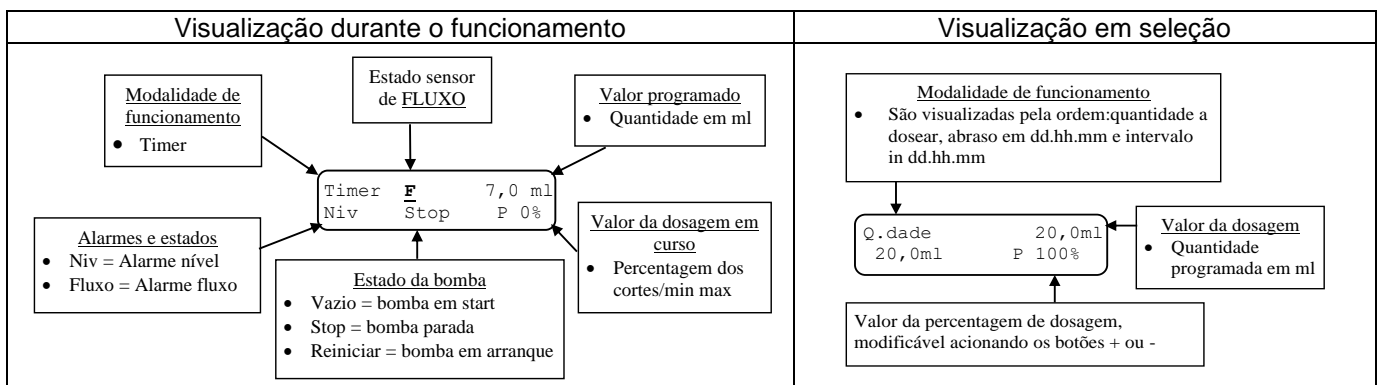 Visualização durante o funcionamento
Modalidade de
funcionamento
• Timer
Estado sensor
de FLUXO
Valor programado
• Quantidade em ml
Timer F 7,0 ml
Niv Stop P 0%
Alarmes e estados
• Niv = Alarme nível
• Fluxo = Alarme fluxo
Estado da bomba
• Vazio = bomba em start
• Stop = bomba parada
• Reiniciar = bomba em arranque
Valor da dosagem em
curso
• Percentagem dos
cortes/min max
Visualização em seleção
Modalidade de funcionamento
• São visualizadas pela ordem:quantidade a
dosear, abraso em dd.hh.mm e intervalo
in dd.hh.mm
Q.dade 20,0ml
20,0ml P 100%
Valor da dosagem
• Quantidade
programada em ml
Valor da percentagem de dosagem,
modificável acionando os botões + ou -